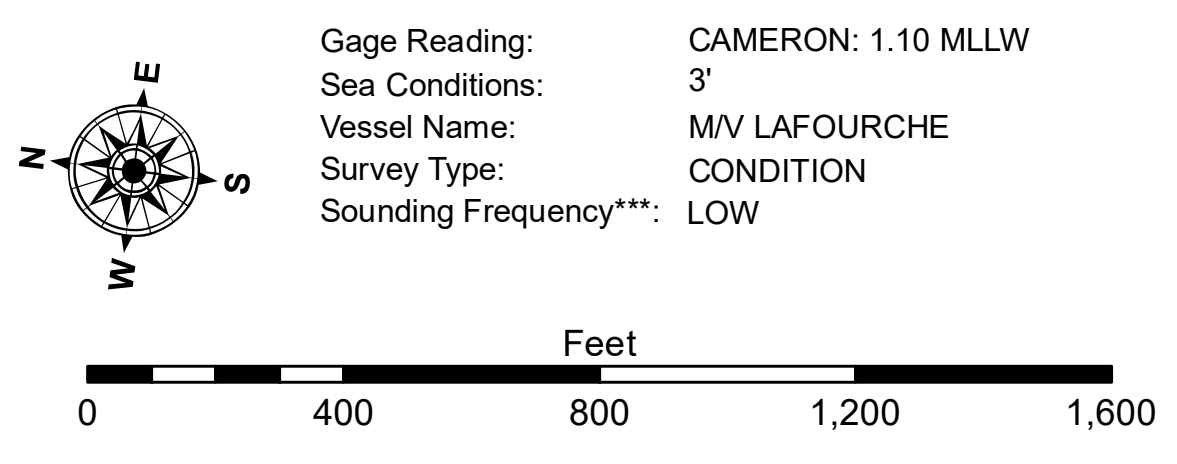 E
N
S
W
Gage Reading: CAMERON: 1.10 MLLW
Sea Conditions: 3'
Vessel Name: M/V LAFOURCHE
Survey Type: CONDITION
Sounding Frequency***: LOW
Feet
0 400 800 1,200 1,600